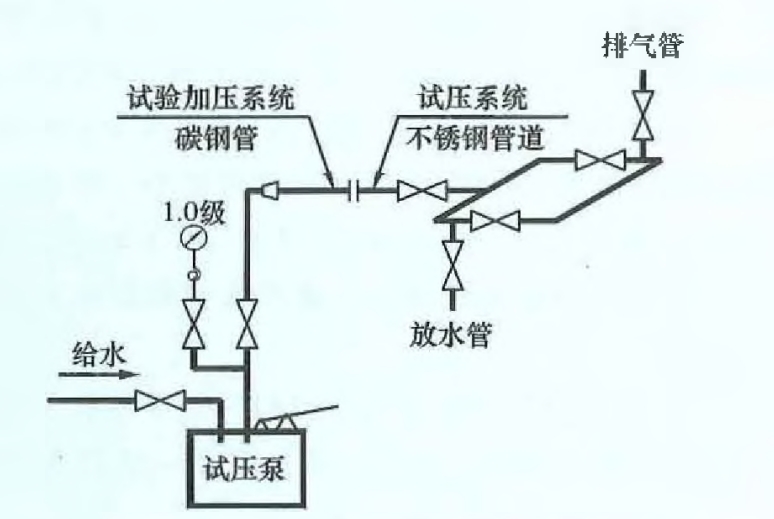 排气管
试验加压系统
碳钢管
试压系统
不锈钢管道
1.0级
放水管
给水
试压泵